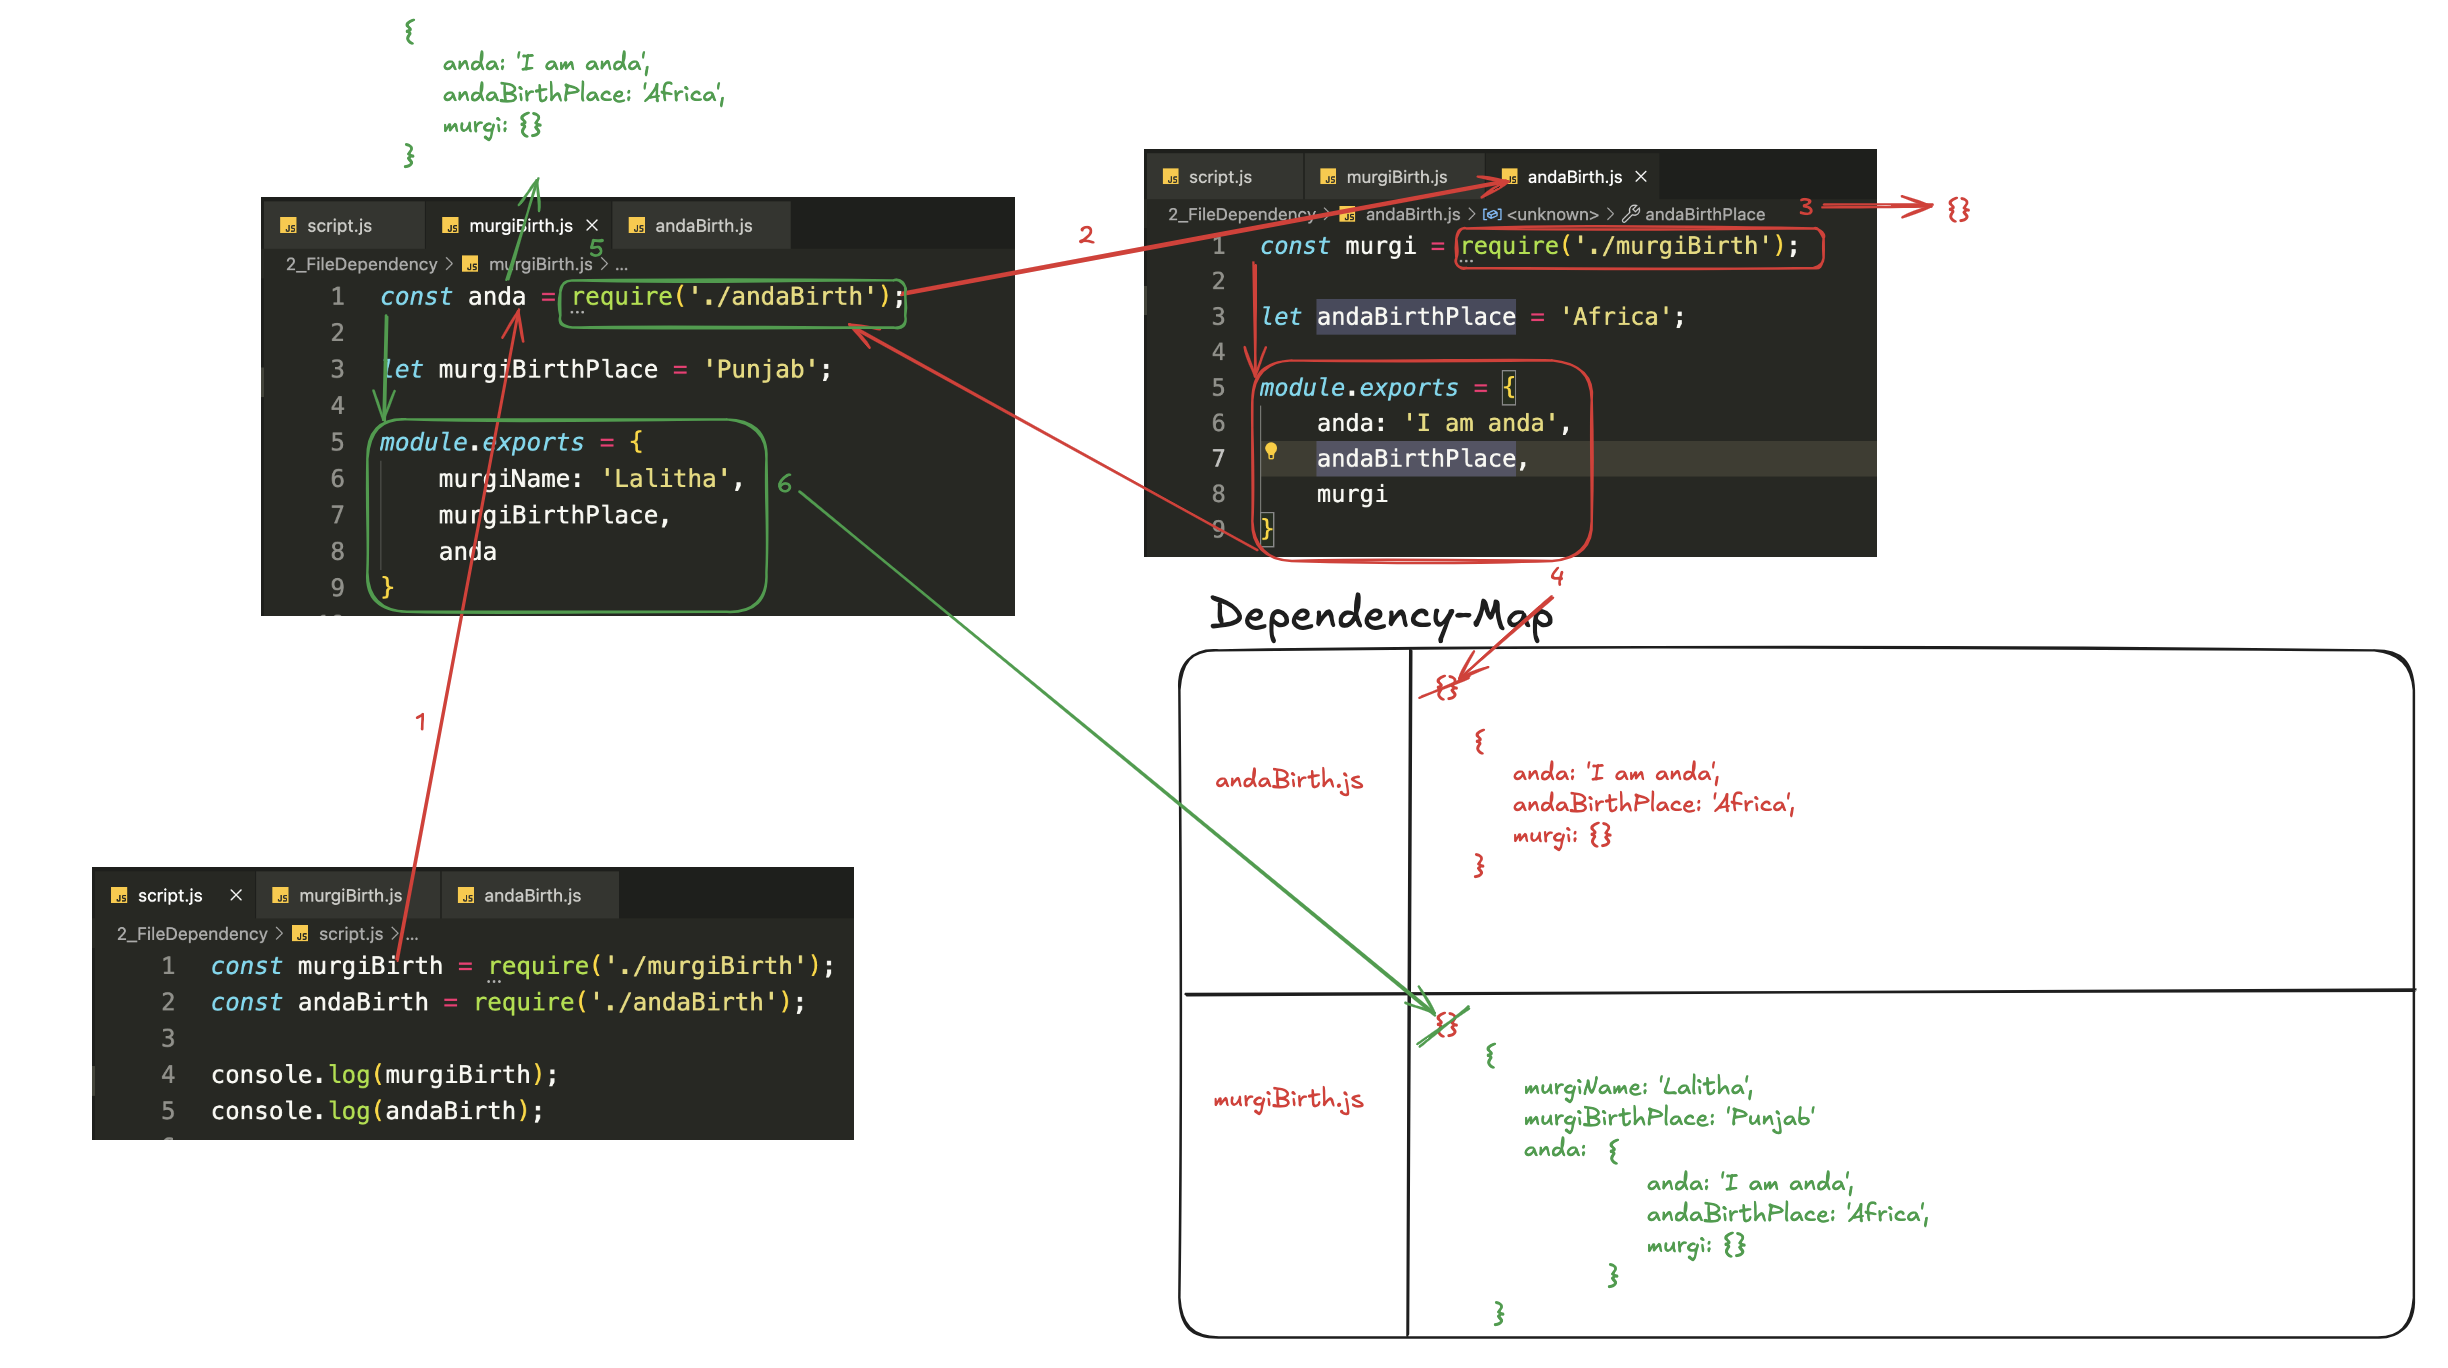 {
anda: 'I am anda',
andaBirthPlace: 'Africa',
murgi: {}
}
script.js
murgiBirth.js
andaBirth.js
5
2_FileDependency > murgiBirth.js > ...
1 const anda = require('./andaBirth');
2
3 let murgiBirthPlace = 'Punjab';
4
5 module.exports = {
6 murgiName: 'Lalitha',
7 murgiBirthPlace,
8 anda
9 }
6
2
script.js
murgiBirth.js
andaBirth.js
2_FileDependency > andaBirth.js > <unknown> > andaBirthPlace
3
{}
1 const murgi = require('./murgiBirth');
2
3 let andaBirthPlace = 'Africa';
4
5 module.exports = {
6 anda: 'I am anda',
7 andaBirthPlace,
8 murgi
9 }
4
1
script.js
murgiBirth.js
andaBirth.js
2_FileDependency > script.js > ...
1 const murgiBirth = require('./murgiBirth');
2 const andaBirth = require('./andaBirth');
3
4 console.log(murgiBirth);
5 console.log(andaBirth);
Dependency-Map
andaBirth.js
{}
{
anda: 'I am anda',
andaBirthPlace: 'Africa',
murgi: {}
}
murgiBirth.js
{}
{
murgiName: 'Lalitha',
murgiBirthPlace: 'Punjab'
anda: {
anda: 'I am anda',
andaBirthPlace: 'Africa',
murgi: {}
}
}